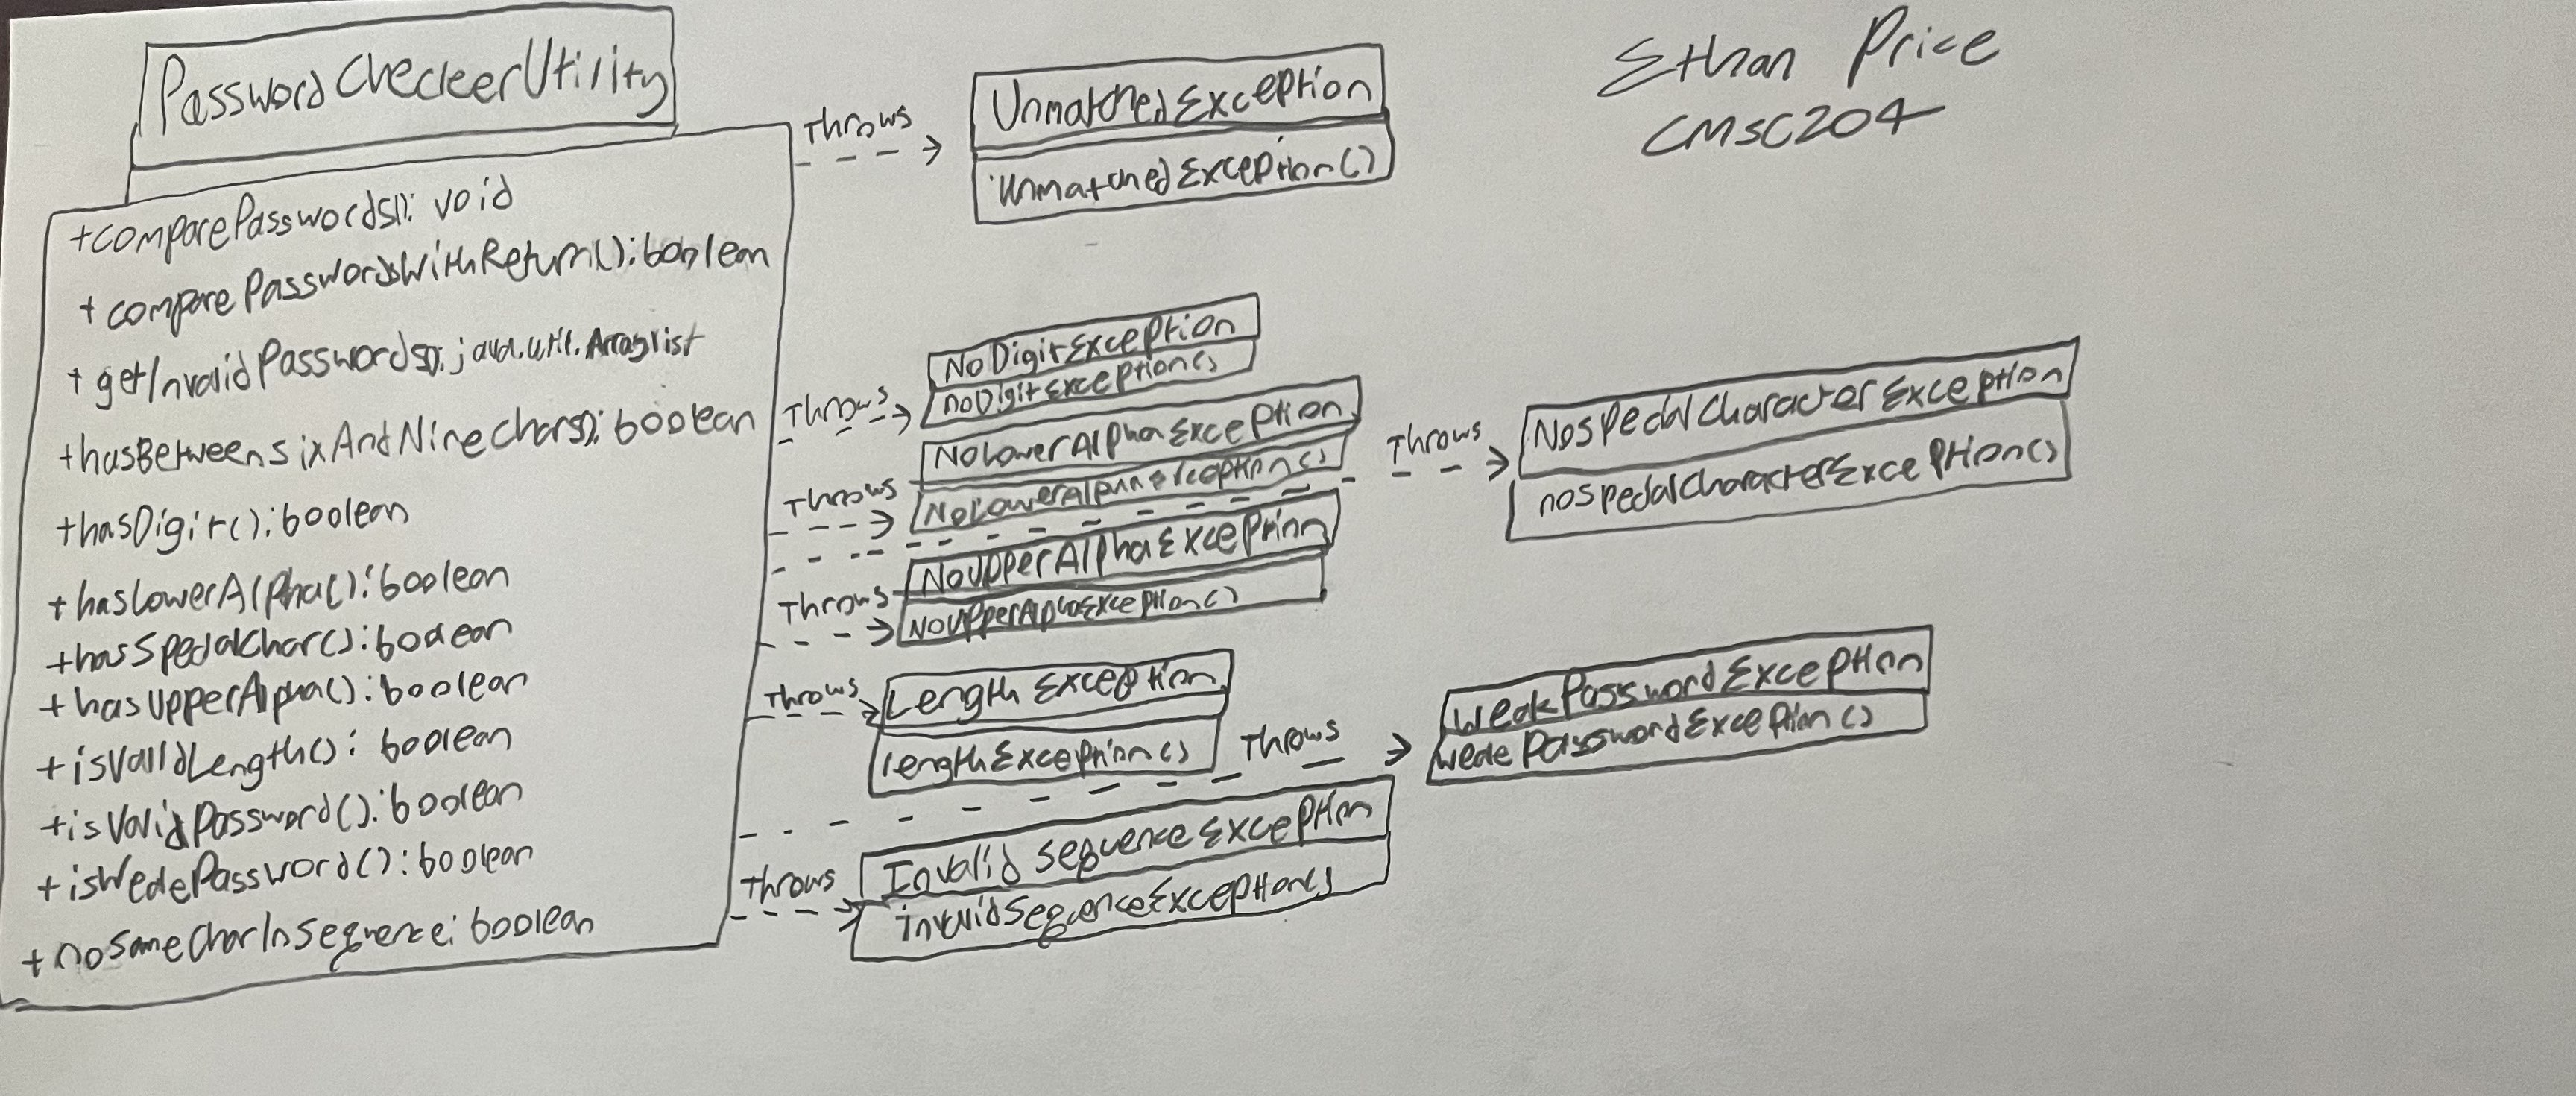 PasswordCheckerUtility
+comparePasswords(): void
+ comparePasswordsWithReturn(): boolean
+ getInvalidPasswords(): java.util.Arraylist
+hasBetweenSixAndNineChars(): boolean
+hasDigit(): boolean
+hasLowerAlpha(): boolean
+hasSpecialChar(): boolean
+hasUpperAlpha(): boolean
+isValidLength(): boolean
+isValidPassword(): boolean
+isWeakPassword(): boolean
+noSameCharInSequence: boolean
Throws
UnmatchedException
UnmatchedException()
Ethan Price
CMSC204
Throws
NoDigitException
noDigitException()
Throws
NoLowerAlphaException
NoLowerAlphaException()
Throws
NoSpecialCharacterException
noSpecialCharacterException()
Throws
NoUpperAlphaException
NoUpperAlphaException()
Throws
LengthException
lengthException()
Throws
WeakPasswordException
weakPasswordException()
Throws
InvalidSequenceException
invalidSequenceException()